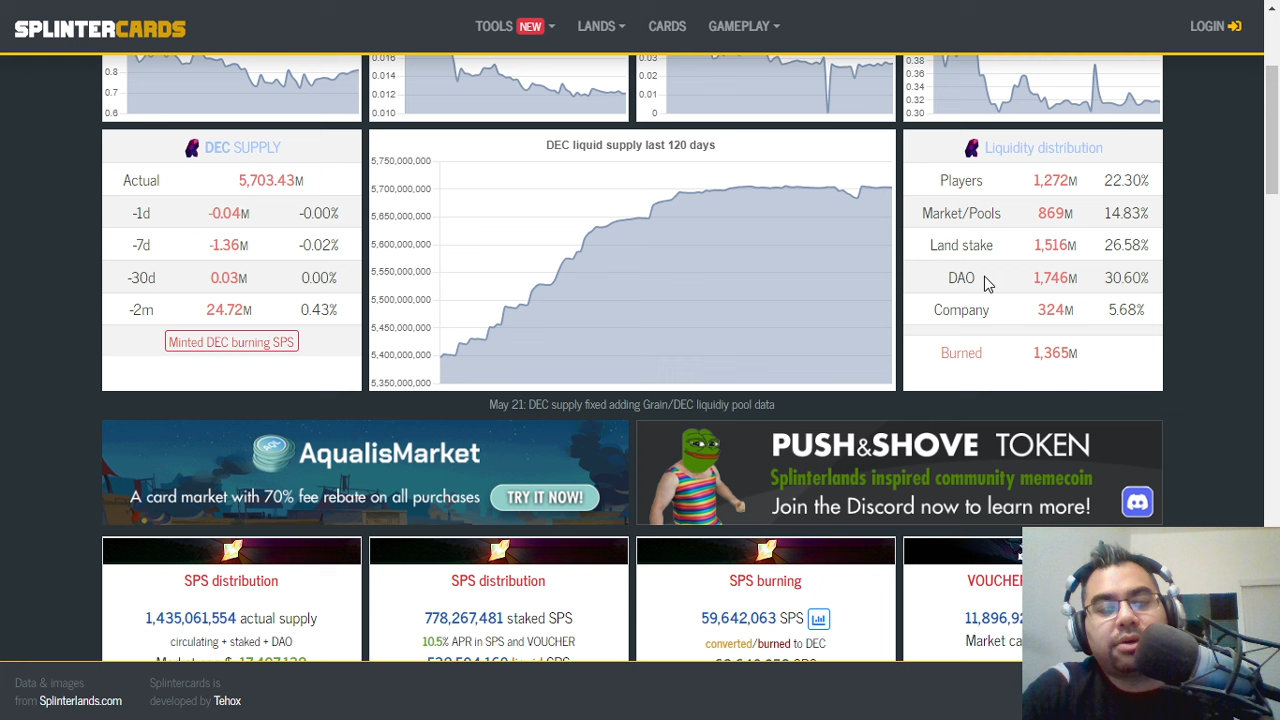 SPLINTERCARDS
TOOLS NEW
LANDS
CARDS
GAMEPLAY
LOGIN
0.8
0.7
0.6
0.016
0.014
0.012
0.010
0.03
0.02
0.01
0
0.38
0.36
0.34
0.32
0.30
DEC SUPPLY
Actual 5,703.43M
-1d -0.04M -0.00%
-7d -1.36M -0.02%
-30d 0.03M 0.00%
-2m 24.72M 0.43%
Minted DEC burning SPS
DEC liquid supply last 120 days
5,750,000,000
5,700,000,000
5,650,000,000
5,600,000,000
5,550,000,000
5,500,000,000
5,450,000,000
5,400,000,000
5,350,000,000
Liquidity distribution
Players 1,272M 22.30%
Market/Pools 869M 14.83%
Land stake 1,516M 26.58%
DAO 1,746M 30.60%
Company 324M 5.68%
Burned 1,365M
May 21: DEC supply fixed adding Grain/DEC liquidiy pool data
AqualisMarket
A card market with 70% fee rebate on all purchases
TRY IT NOW!
PUSH&SHOVE TOKEN
Splinterlands inspired community memecoin
Join the Discord now to learn more!
SPS distribution
1,435,061,554 actual supply
circulating + staked + DAO
SPS distribution
778,267,481 staked SPS
10.5% APR in SPS and VOUCHER
SPS burning
59,642,063 SPS
converted/burned to DEC
VOUCHE
11,896,92
Market ca
Data & images
from Splinterlands.com
Splintercards is
developed by Tehox